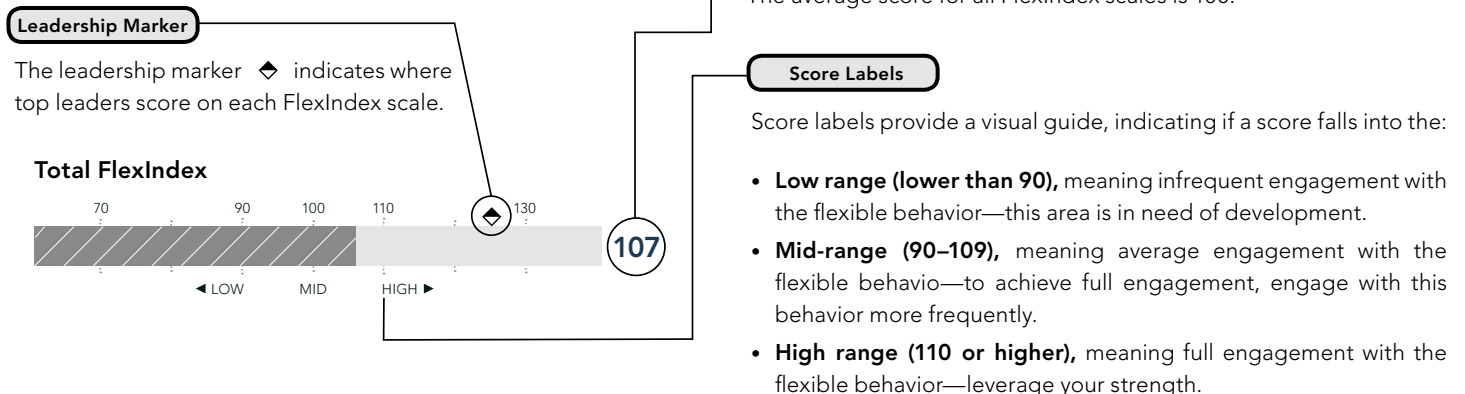 The average score for all FlexIndex scales is 100.
Leadership Marker
The leadership marker indicates where
top leaders score on each FlexIndex scale.
Total FlexIndex
70 90 100 110 130
107
◄ LOW MID HIGH ►
Score Labels
Score labels provide a visual guide, indicating if a score falls into the:
• Low range (lower than 90), meaning infrequent engagement with
the flexible behavior—this area is in need of development.
• Mid-range (90–109), meaning average engagement with the
flexible behavio—to achieve full engagement, engage with this
behavior more frequently.
• High range (110 or higher), meaning full engagement with the
flexible behavior—leverage your strength.